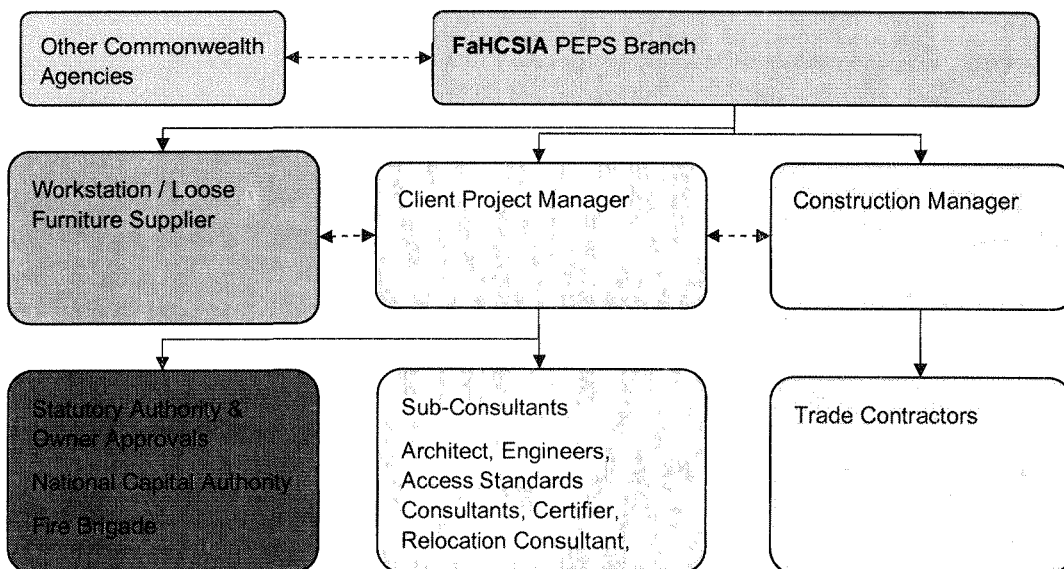 Other Commonwealth
Agencies
FaHCSIA PEPS Branch
Workstation / Loose
Furniture Supplier
Client Project Manager
Construction Manager
Statutory Authority &
Owner Approvals
National Capital Authority
Fire Brigade
Sub-Consultants
Architect, Engineers,
Access Standards
Consultants, Certifier,
Relocation Consultant,
Trade Contractors